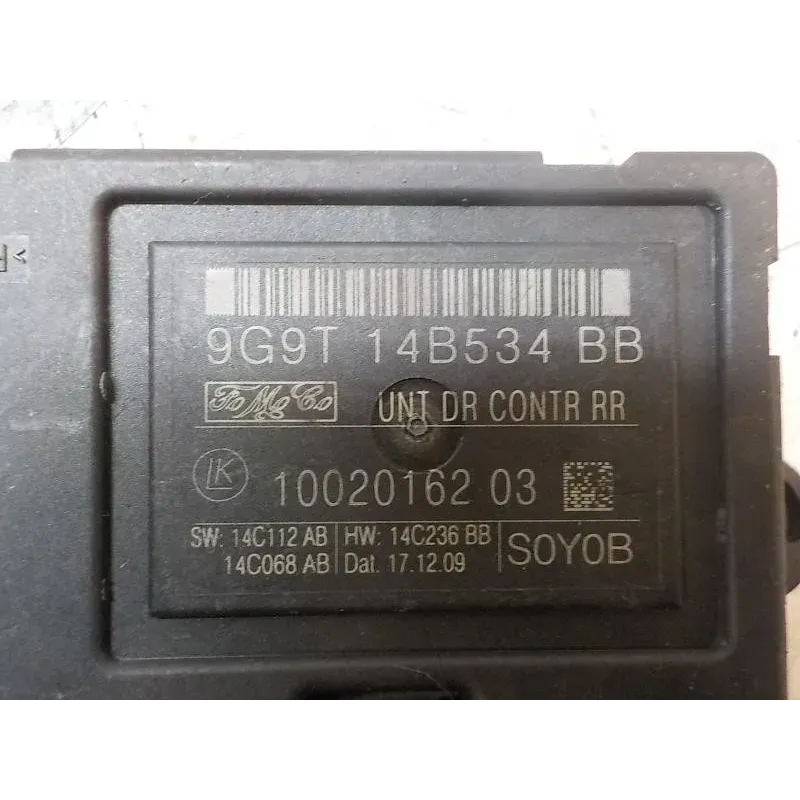 9G9T 14B534 BB
FoMoCo UNT DR CONTR RR
LK 10020162 03
SW: 14C112 AB HW: 14C236 BB S0Y0B
14C068 AB Dat. 17.12.09